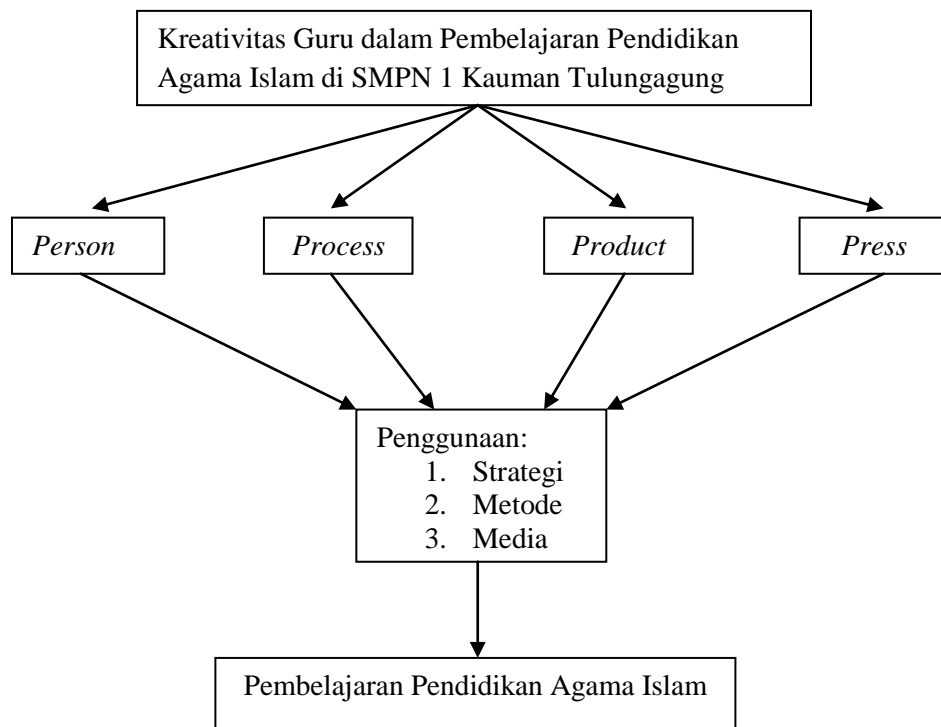 Kreativitas Guru dalam Pembelajaran Pendidikan
Agama Islam di SMPN 1 Kauman Tulungagung
Person
Process
Product
Press
Penggunaan:
1. Strategi
2. Metode
3. Media
Pembelajaran Pendidikan Agama Islam